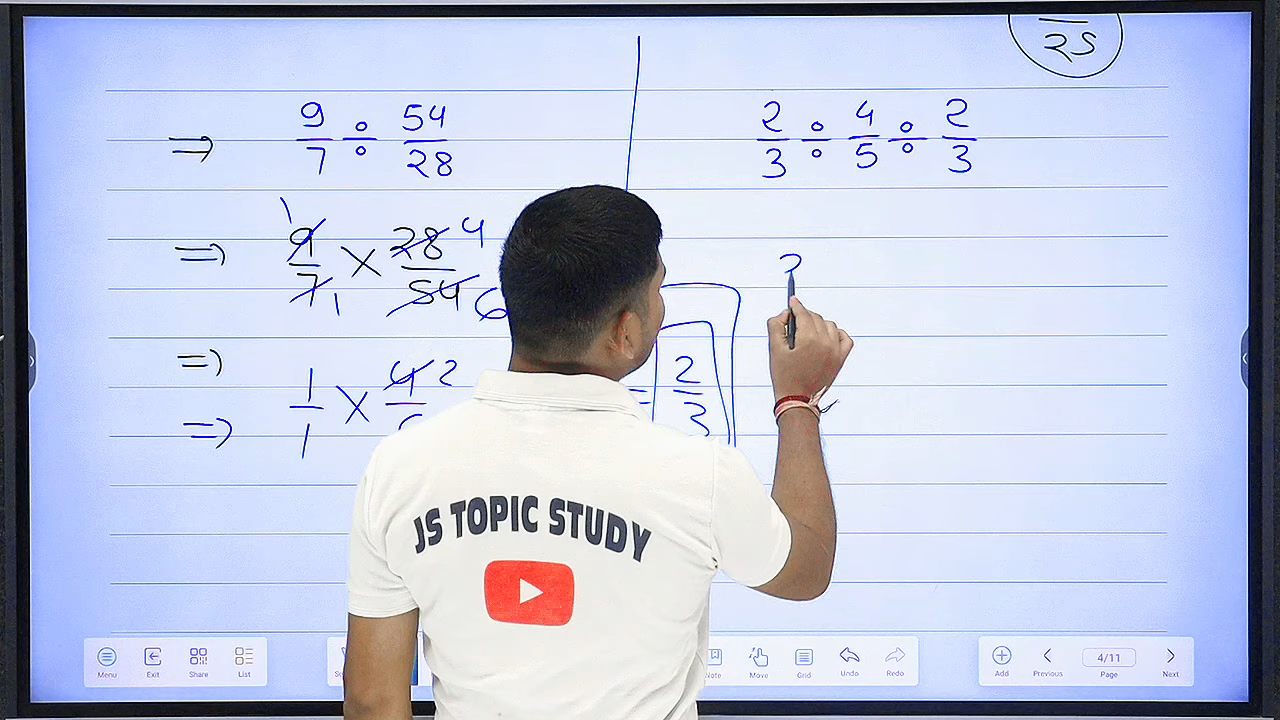 25
9/7 ÷ 54/28
2/3 ÷ 4/5 ÷ 2/3
⇒
⇒ 9/7 × 28/54
1 1 4 6
⇒
⇒ 1/1 × 4 2
= 2/3
2
JS TOPIC STUDY
Menu Exit Share List
Move Grid Undo Redo
Add Previous 4/11 Page Next